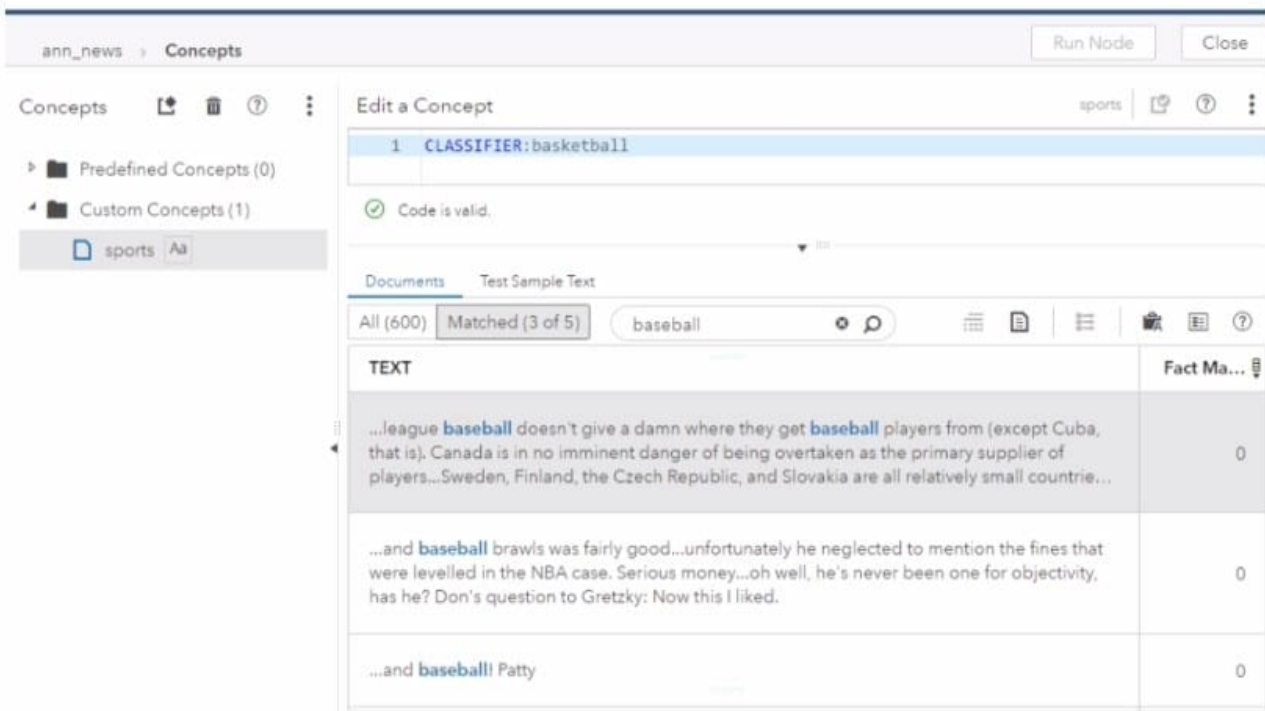 ann_news › Concepts
Run Node
Close
Concepts
Predefined Concepts (0)
Custom Concepts (1)
sports Aa
Edit a Concept
sports
1 CLASSIFIER:basketball
Code is valid.
Documents Test Sample Text
All (600) Matched (3 of 5) baseball
TEXT
Fact Ma...
...league baseball doesn't give a damn where they get baseball players from (except Cuba,
that is). Canada is in no imminent danger of being overtaken as the primary supplier of
players...Sweden, Finland, the Czech Republic, and Slovakia are all relatively small countrie...
0
...and baseball brawls was fairly good...unfortunately he neglected to mention the fines that
were levelled in the NBA case. Serious money...oh well, he's never been one for objectivity,
has he? Don's question to Gretzky: Now this I liked.
0
...and baseball! Patty
0